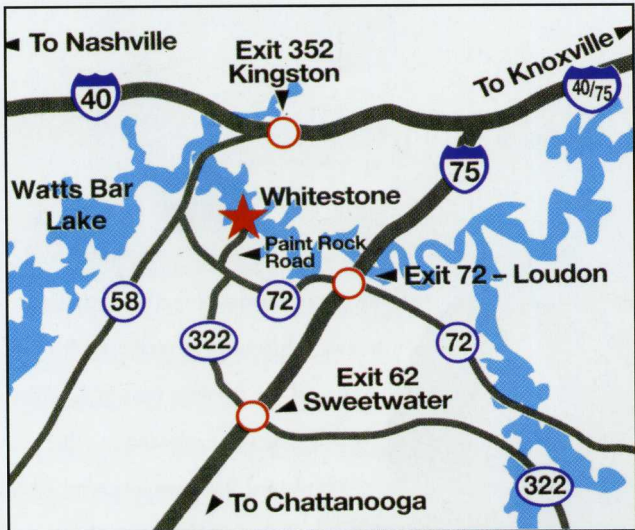 To Nashville
Exit 352
Kingston
To Knoxville
40
40/75
75
Watts Bar
Lake
Whitestone
Paint Rock
Road
Exit 72 – Loudon
58
72
322
72
Exit 62
Sweetwater
322
To Chattanooga